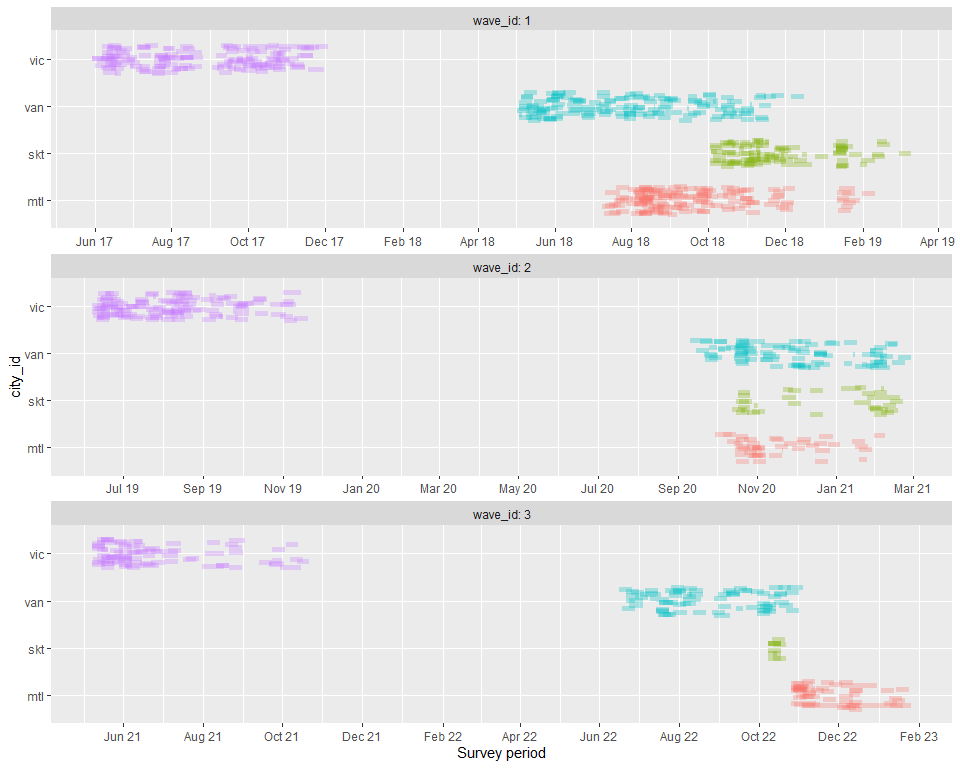 wave_id: 1
vic
van
skt
mtl
Jun 17 Aug 17 Oct 17 Dec 17 Feb 18 Apr 18 Jun 18 Aug 18 Oct 18 Dec 18 Feb 19 Apr 19
wave_id: 2
vic
van
skt
mtl
Jul 19 Sep 19 Nov 19 Jan 20 Mar 20 May 20 Jul 20 Sep 20 Nov 20 Jan 21 Mar 21
city_id
wave_id: 3
vic
van
skt
mtl
Jun 21 Aug 21 Oct 21 Dec 21 Feb 22 Apr 22 Jun 22 Aug 22 Oct 22 Dec 22 Feb 23
Survey period